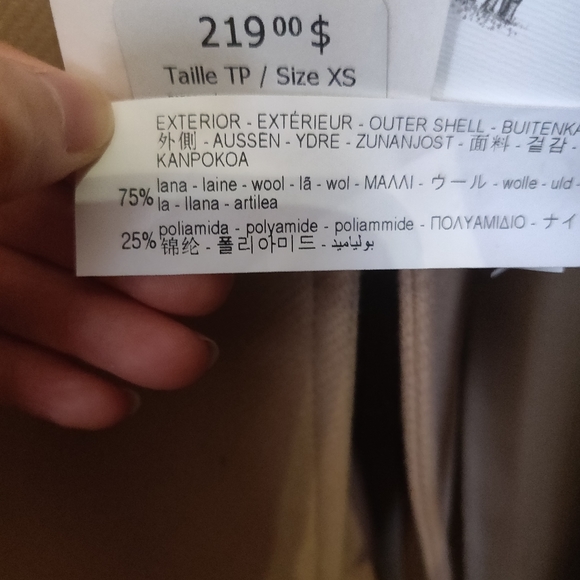 219 00 $
Taille TP / Size XS
EXTERIOR - EXTÉRIEUR - OUTER SHELL - BUITENKA
外側 - AUSSEN - YDRE - ZUNANJOST - 面料 - 겉감 -
KANPOKOA
75% lana - laine - wool - lã - wol - ΜΑΛΛΙ - ウール - wolle - uld -
la - llana - artilea
25% poliamida - polyamide - poliammide - ΠΟΛΥΑΜΙΔΙΟ - ナイ
锦纶 - 폴리아미드 - بولياميد